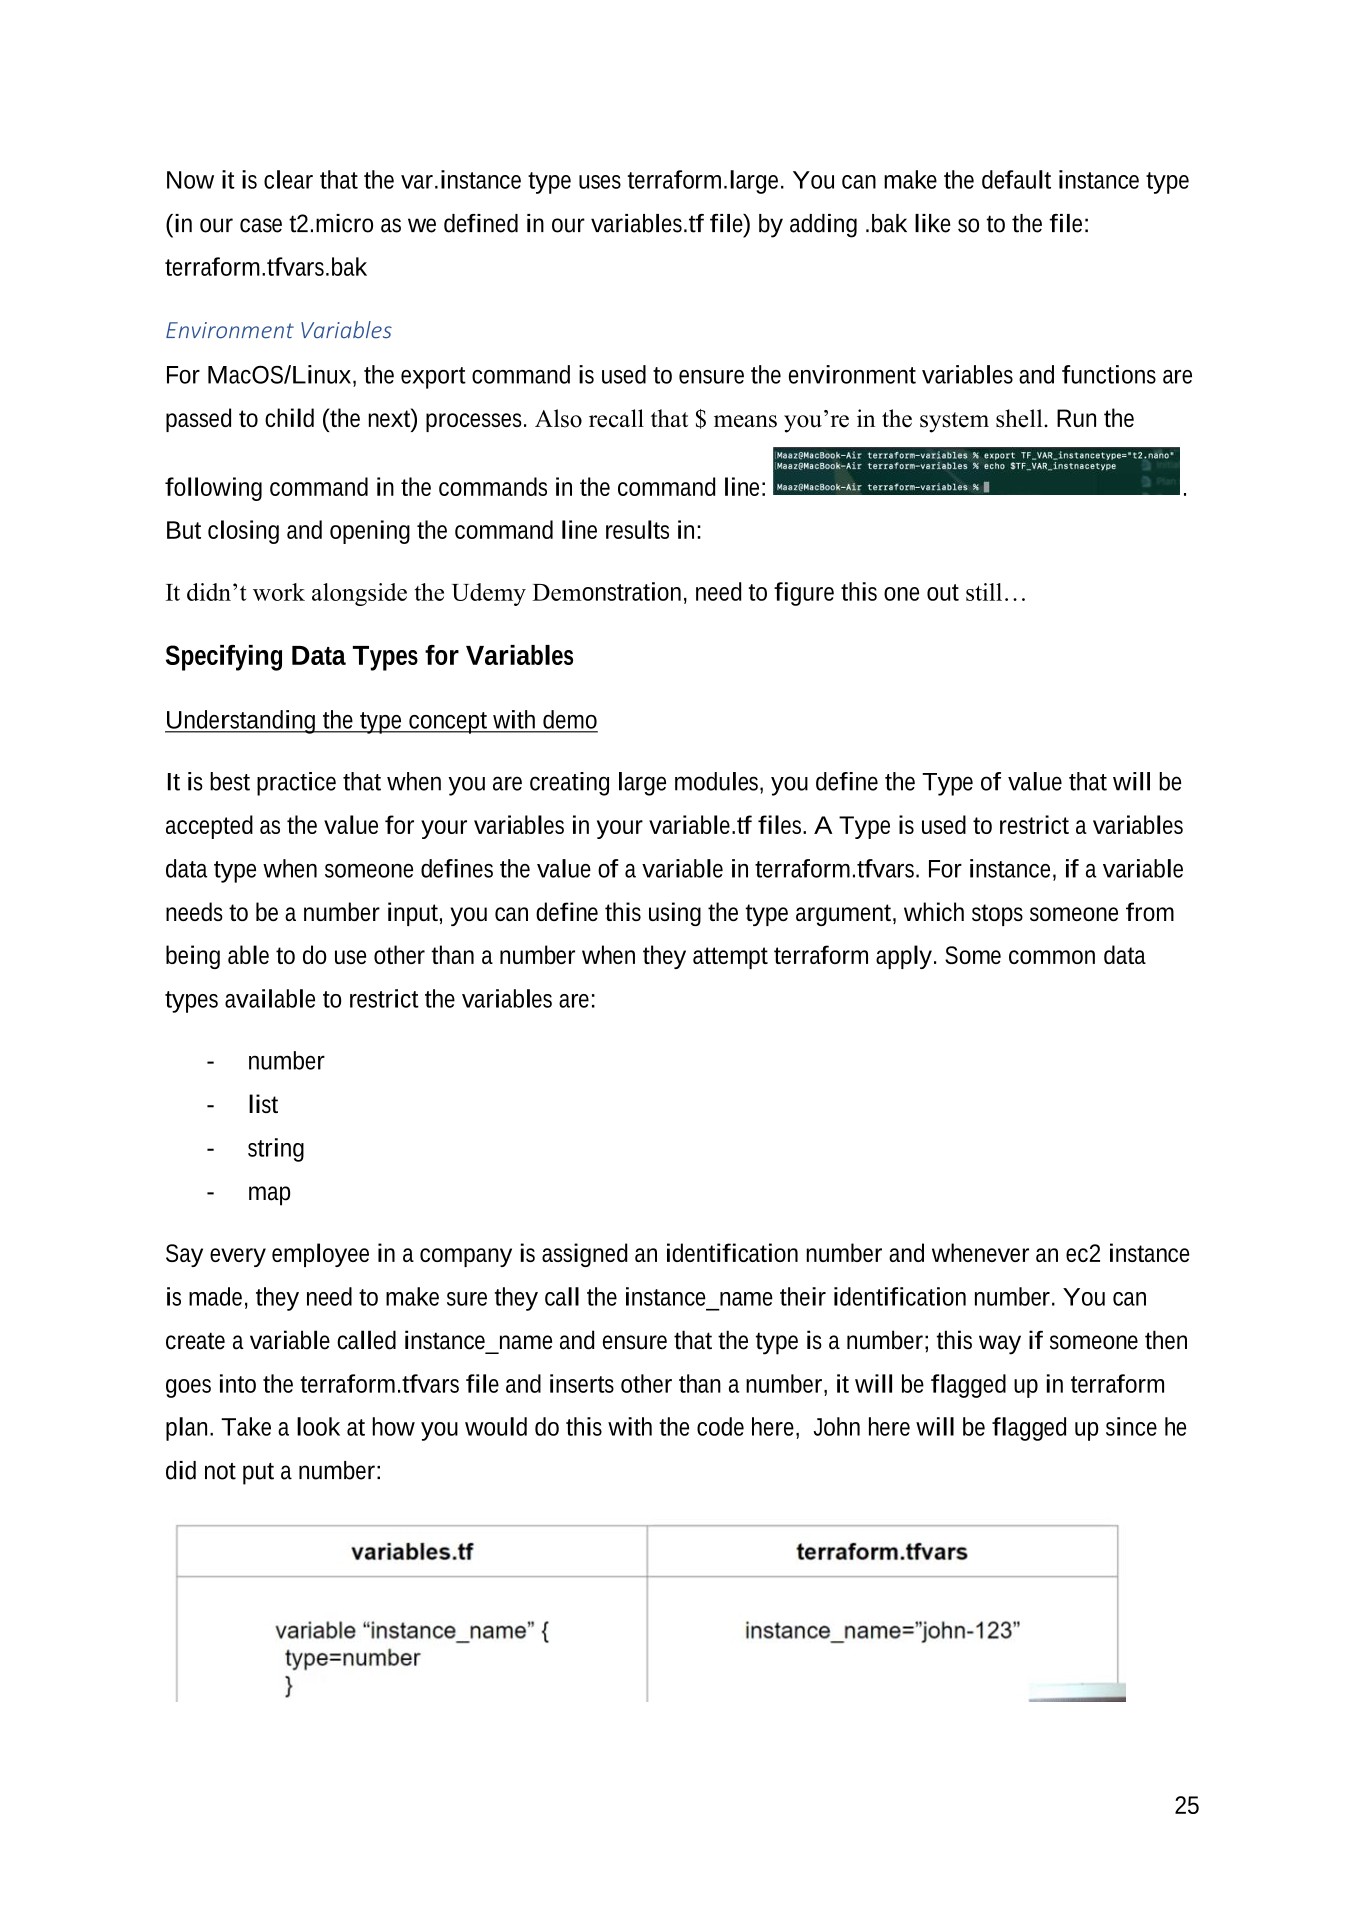 Now it is clear that the var.instance type uses terraform.large. You can make the default instance type
(in our case t2.micro as we defined in our variables.tf file) by adding .bak like so to the file:
terraform.tfvars.bak
Environment Variables
For MacOS/Linux, the export command is used to ensure the environment variables and functions are
passed to child (the next) processes. Also recall that $ means you’re in the system shell. Run the
Maaz@MacBook-Air terraform-variables % export TF_VAR_instancetype="t2.nano"
Maaz@MacBook-Air terraform-variables % echo $TF_VAR_instnacetype
Maaz@MacBook-Air terraform-variables %
following command in the commands in the command line: .
But closing and opening the command line results in:
It didn’t work alongside the Udemy Demonstration, need to figure this one out still…
Specifying Data Types for Variables
Understanding the type concept with demo
It is best practice that when you are creating large modules, you define the Type of value that will be
accepted as the value for your variables in your variable.tf files. A Type is used to restrict a variables
data type when someone defines the value of a variable in terraform.tfvars. For instance, if a variable
needs to be a number input, you can define this using the type argument, which stops someone from
being able to do use other than a number when they attempt terraform apply. Some common data
types available to restrict the variables are:
- number
- list
- string
- map
Say every employee in a company is assigned an identification number and whenever an ec2 instance
is made, they need to make sure they call the instance_name their identification number. You can
create a variable called instance_name and ensure that the type is a number; this way if someone then
goes into the terraform.tfvars file and inserts other than a number, it will be flagged up in terraform
plan. Take a look at how you would do this with the code here,  John here will be flagged up since he
did not put a number:
variables.tf terraform.tfvars
variable “instance_name” { instance_name=”john-123”
type=number
}
25